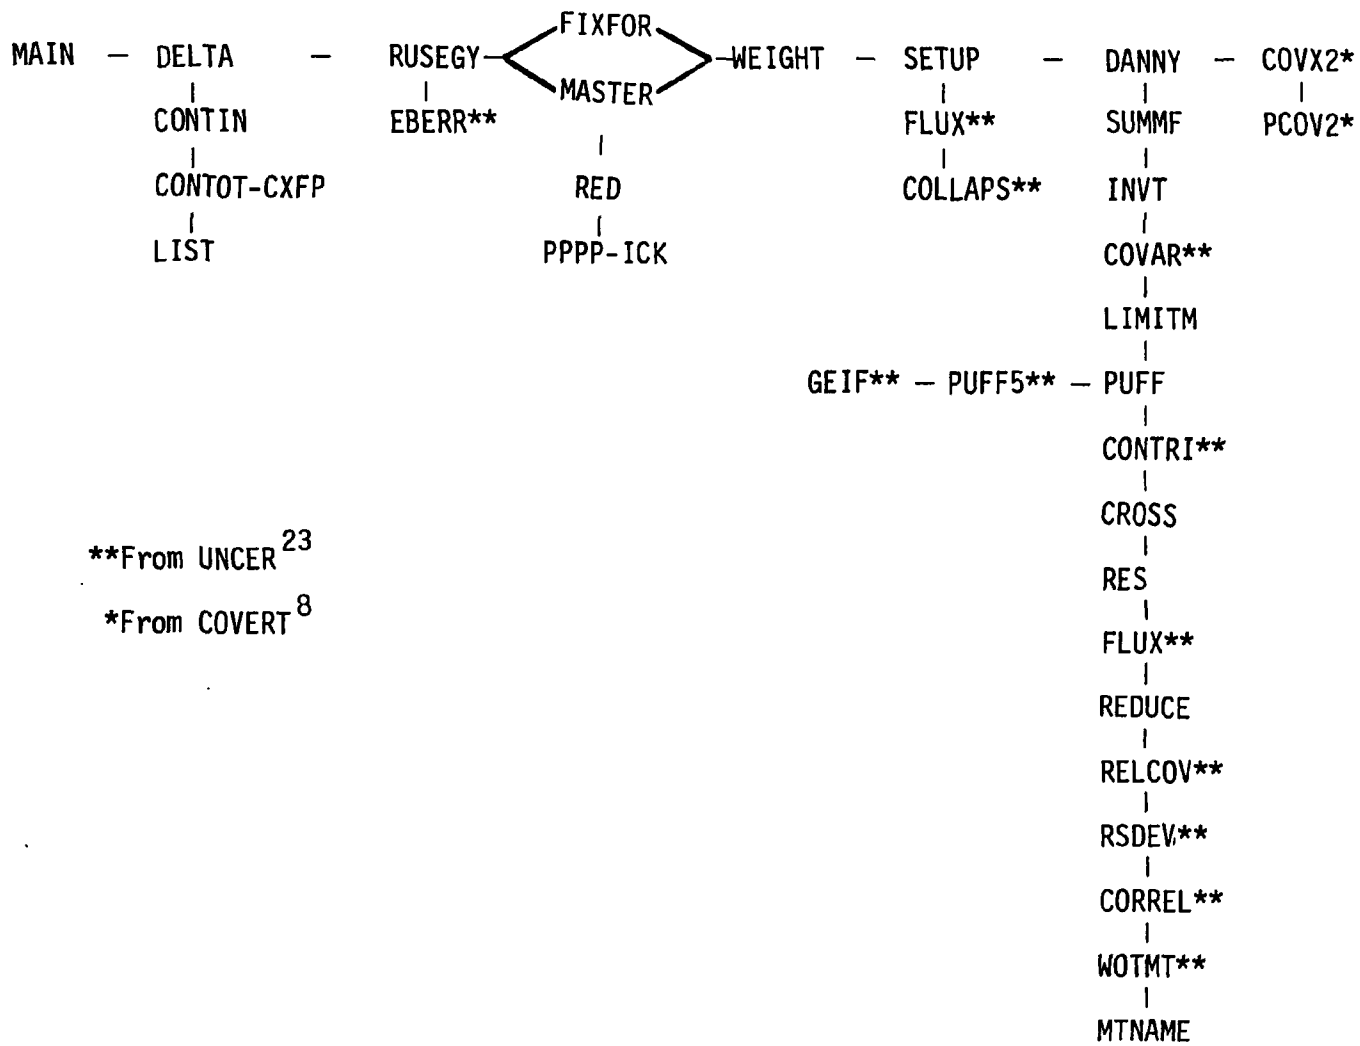 FIXFOR
MAIN — DELTA — RUSEGY — WEIGHT — SETUP — DANNY — COVX2*
MASTER
CONTIN EBERR** FLUX** SUMMF PCOV2*
CONTOT-CXFP RED COLLAPS** INVT
LIST PPPP-ICK COVAR**
LIMITM
GEIF** — PUFF5** — PUFF
CONTRI**
CROSS
**From UNCER23
RES
*From COVERT8
FLUX**
REDUCE
RELCOV**
RSDEV**
CORREL**
WOTMT**
MTNAME